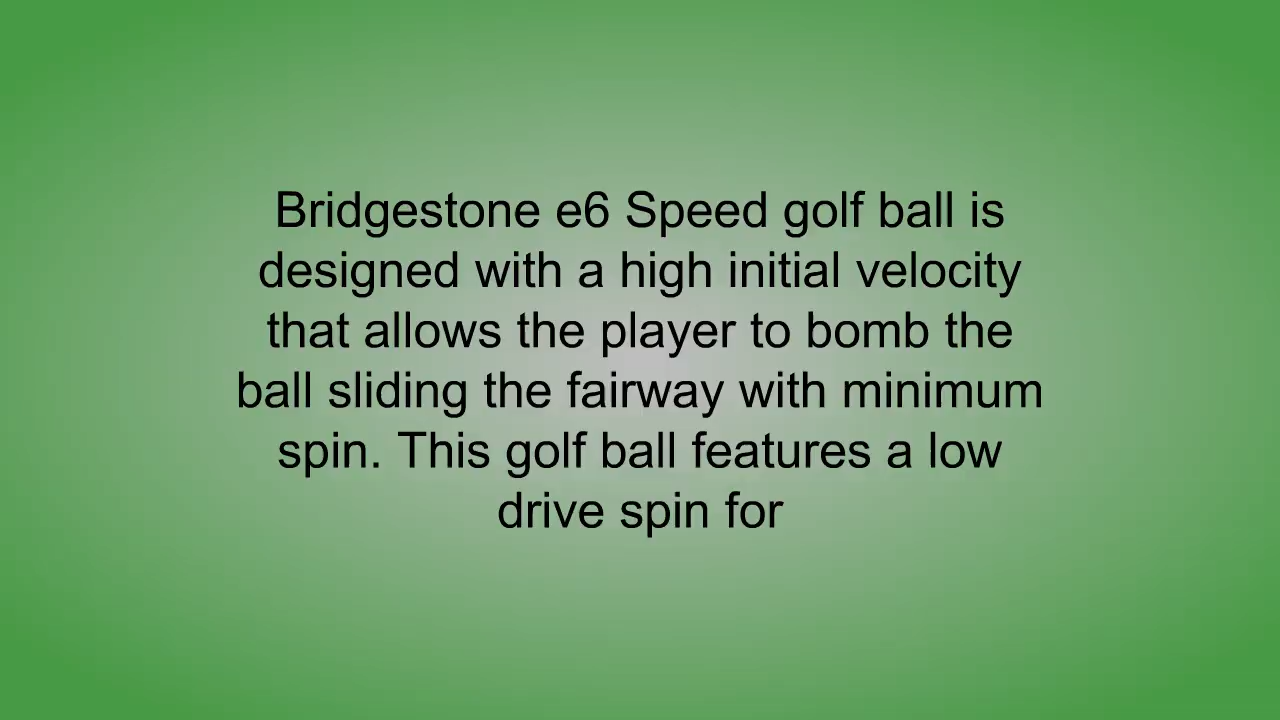 Bridgestone e6 Speed golf ball is
designed with a high initial velocity
that allows the player to bomb the
ball sliding the fairway with minimum
spin. This golf ball features a low
drive spin for